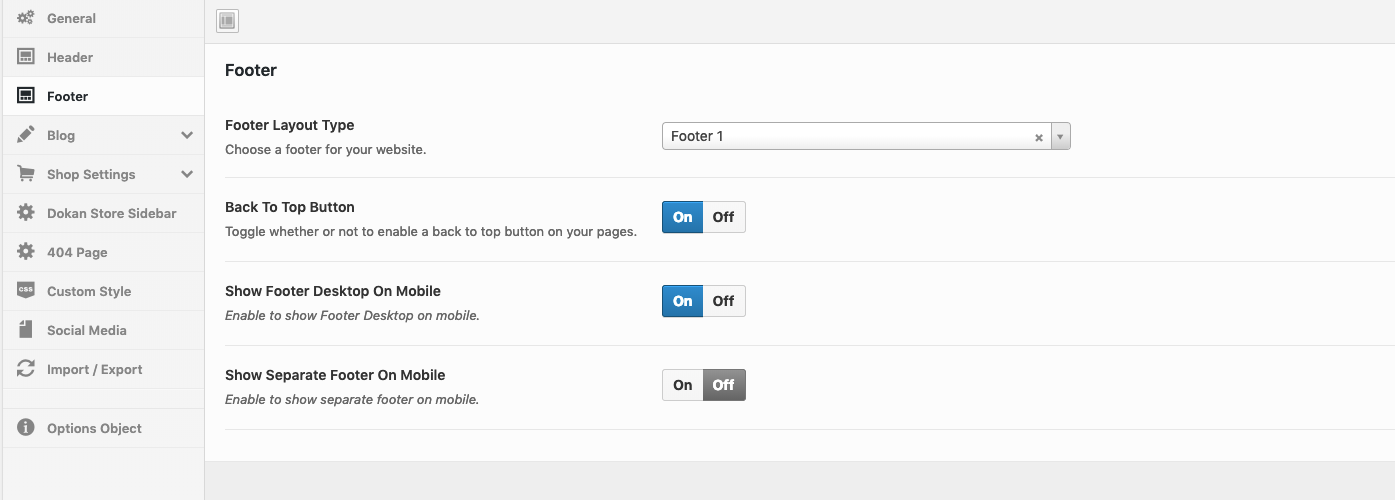 General
Header
Footer
Blog
Shop Settings
Dokan Store Sidebar
404 Page
CSS
Custom Style
Social Media
Import / Export
Options Object
Footer
Footer Layout Type
Choose a footer for your website.
Footer 1
Back To Top Button
Toggle whether or not to enable a back to top button on your pages.
On Off
Show Footer Desktop On Mobile
Enable to show Footer Desktop on mobile.
On Off
Show Separate Footer On Mobile
Enable to show separate footer on mobile.
On Off